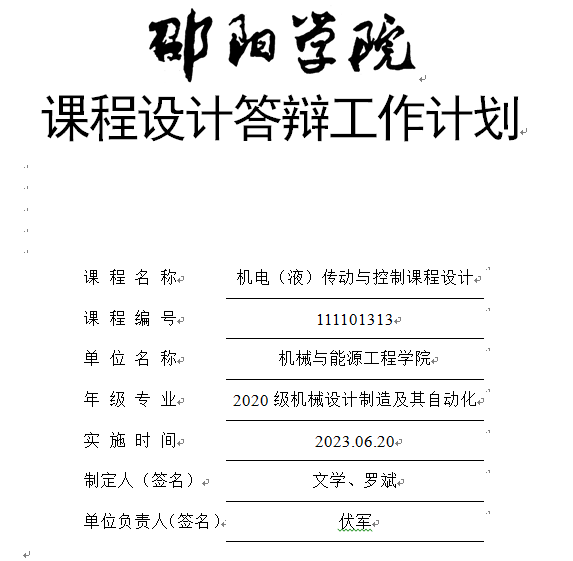 邵阳学院
课程设计答辩工作计划
课 程 名 称 机电（液）传动与控制课程设计
课 程 编 号 111101313
单 位 名 称 机械与能源工程学院
年 级 专 业 2020级机械设计制造及其自动化
实 施 时 间 2023.06.20
制定人（签名） 文学、罗斌
单位负责人（签名） 伏军